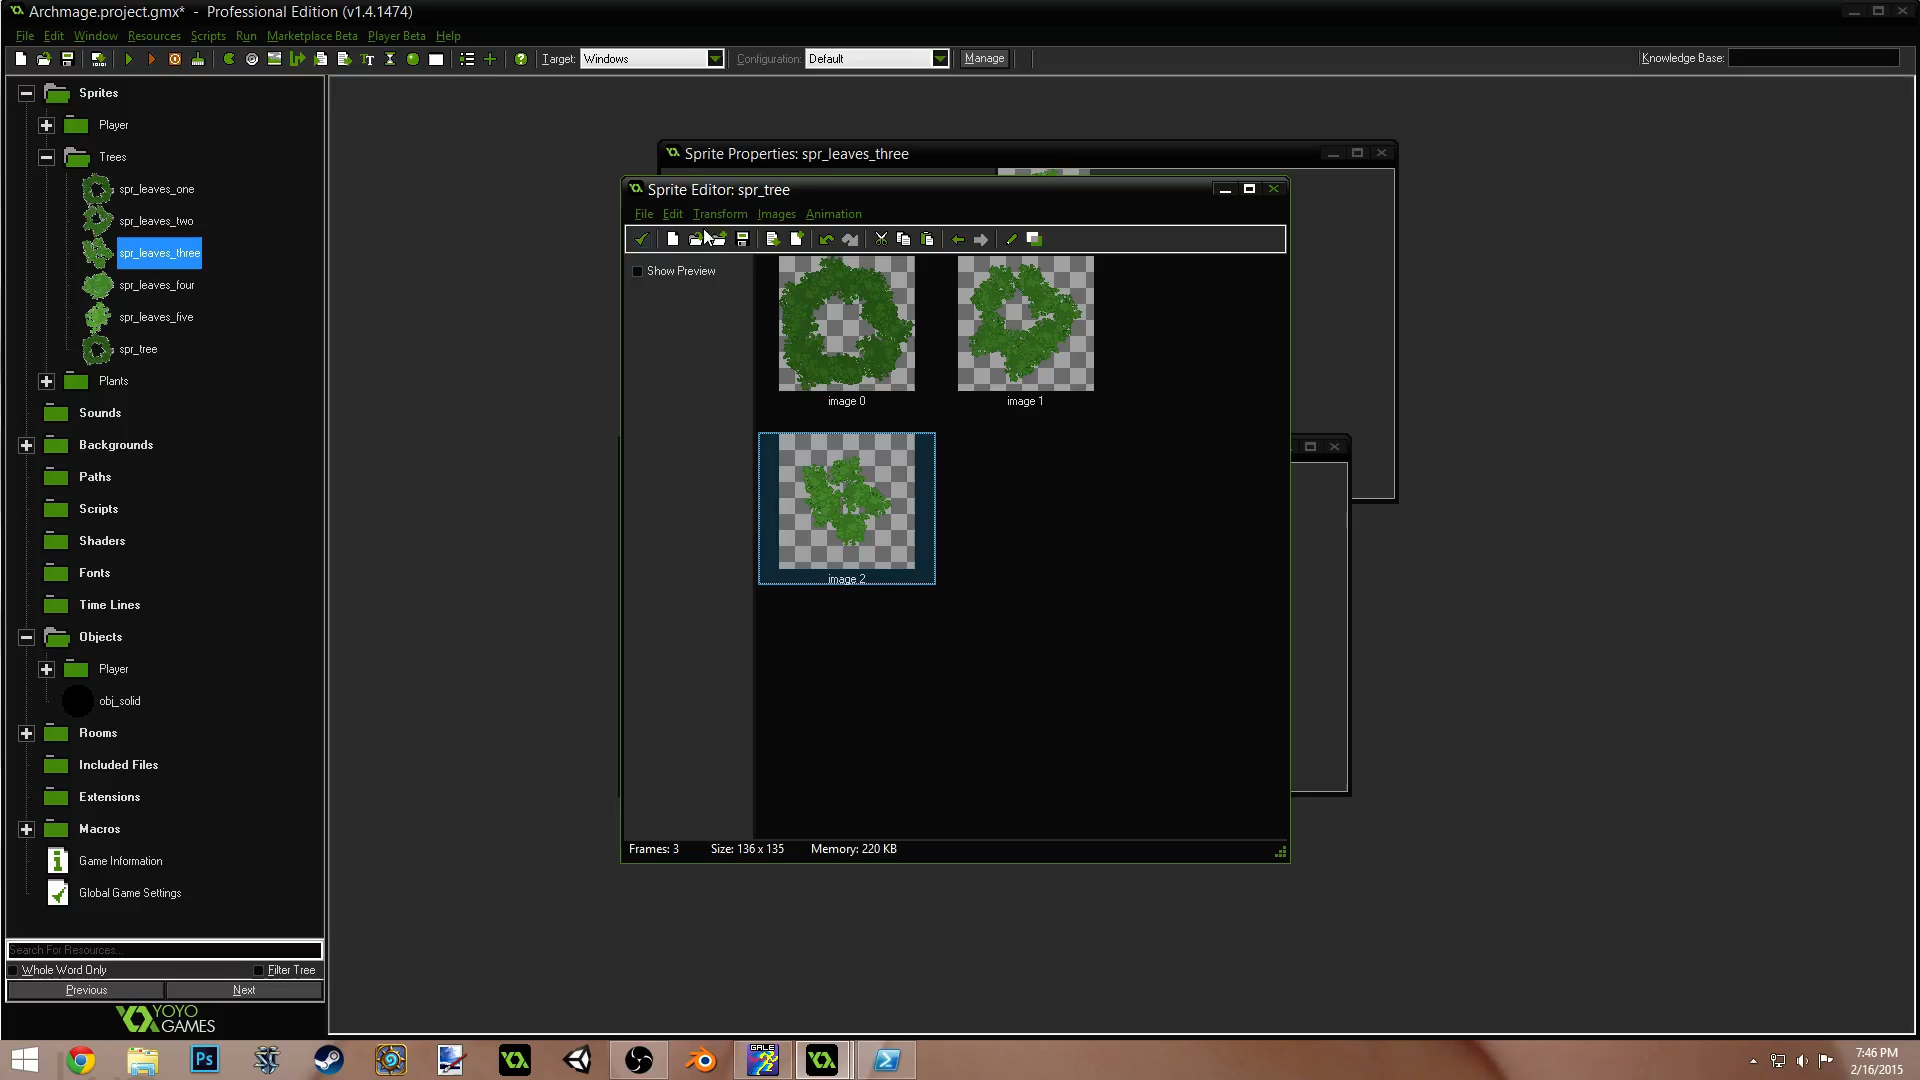 Archmage.project.gmx* - Professional Edition (v1.4.1474)
File Edit Window Resources Scripts Run Marketplace Beta Player Beta Help
Target: Windows Configuration: Default Manage Knowledge Base:
Sprites
Player
Trees
spr_leaves_one
spr_leaves_two
spr_leaves_three
spr_leaves_four
spr_leaves_five
spr_tree
Plants
Sounds
Backgrounds
Paths
Scripts
Shaders
Fonts
Time Lines
Objects
Player
obj_solid
Rooms
Included Files
Extensions
Macros
Game Information
Global Game Settings
Search For Resources...
Whole Word Only Filter Tree
Previous Next
YOYO
GAMES
Sprite Properties: spr_leaves_three
Sprite Editor: spr_tree
File Edit Transform Images Animation
Show Preview
image 0 image 1
image 2
Frames: 3 Size: 136 x 135 Memory: 220 KB
Ps
GALE
7:46 PM
2/16/2015